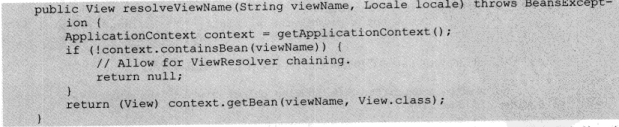 public View resolveViewName(String viewName, Locale locale) throws BeansExcept-
ion {
ApplicationContext context = getApplicationContext();
if (!context.containsBean(viewName)) {
// Allow for ViewResolver chaining.
return null;
}
return (View) context.getBean(viewName, View.class);
}